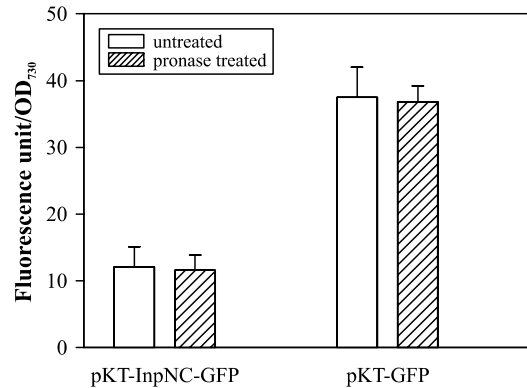 Fluorescence unit/OD730
50
40
30
20
10
0
untreated
pronase treated
pKT-InpNC-GFP
pKT-GFP